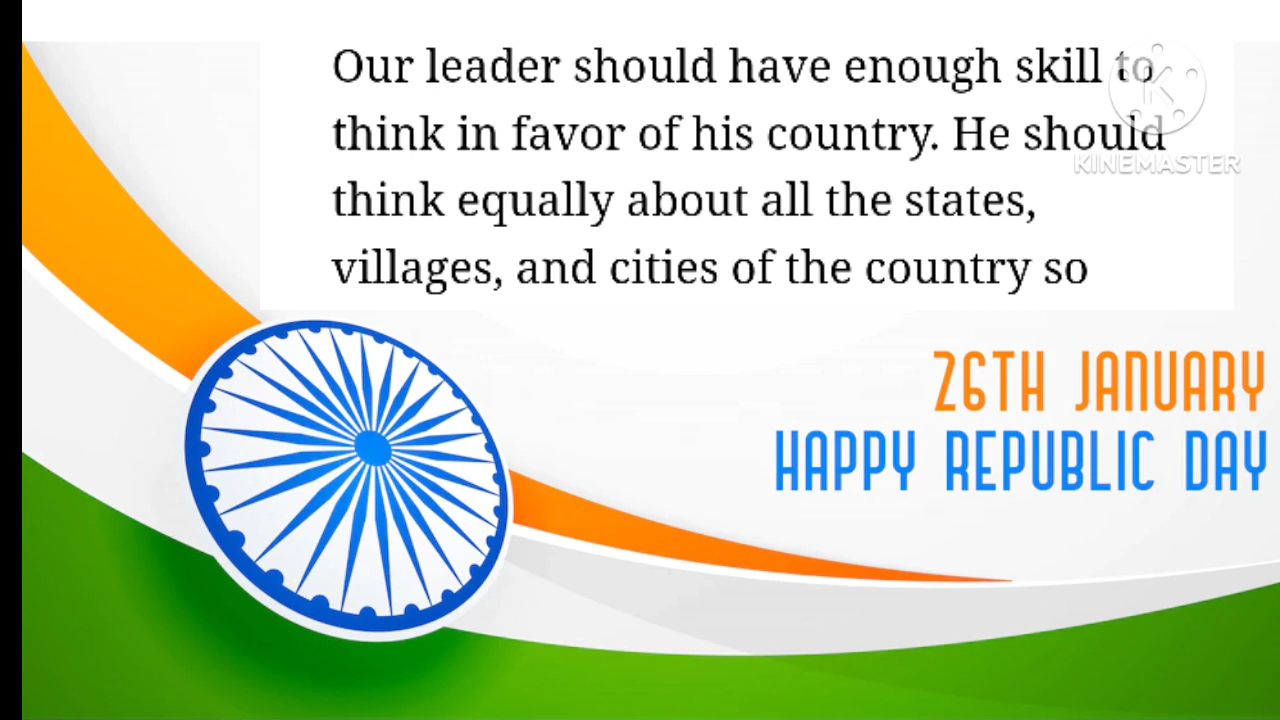 Our leader should have enough skill to
think in favor of his country. He should
think equally about all the states,
villages, and cities of the country so
KINEMASTER
26TH JANUARY
HAPPY REPUBLIC DAY